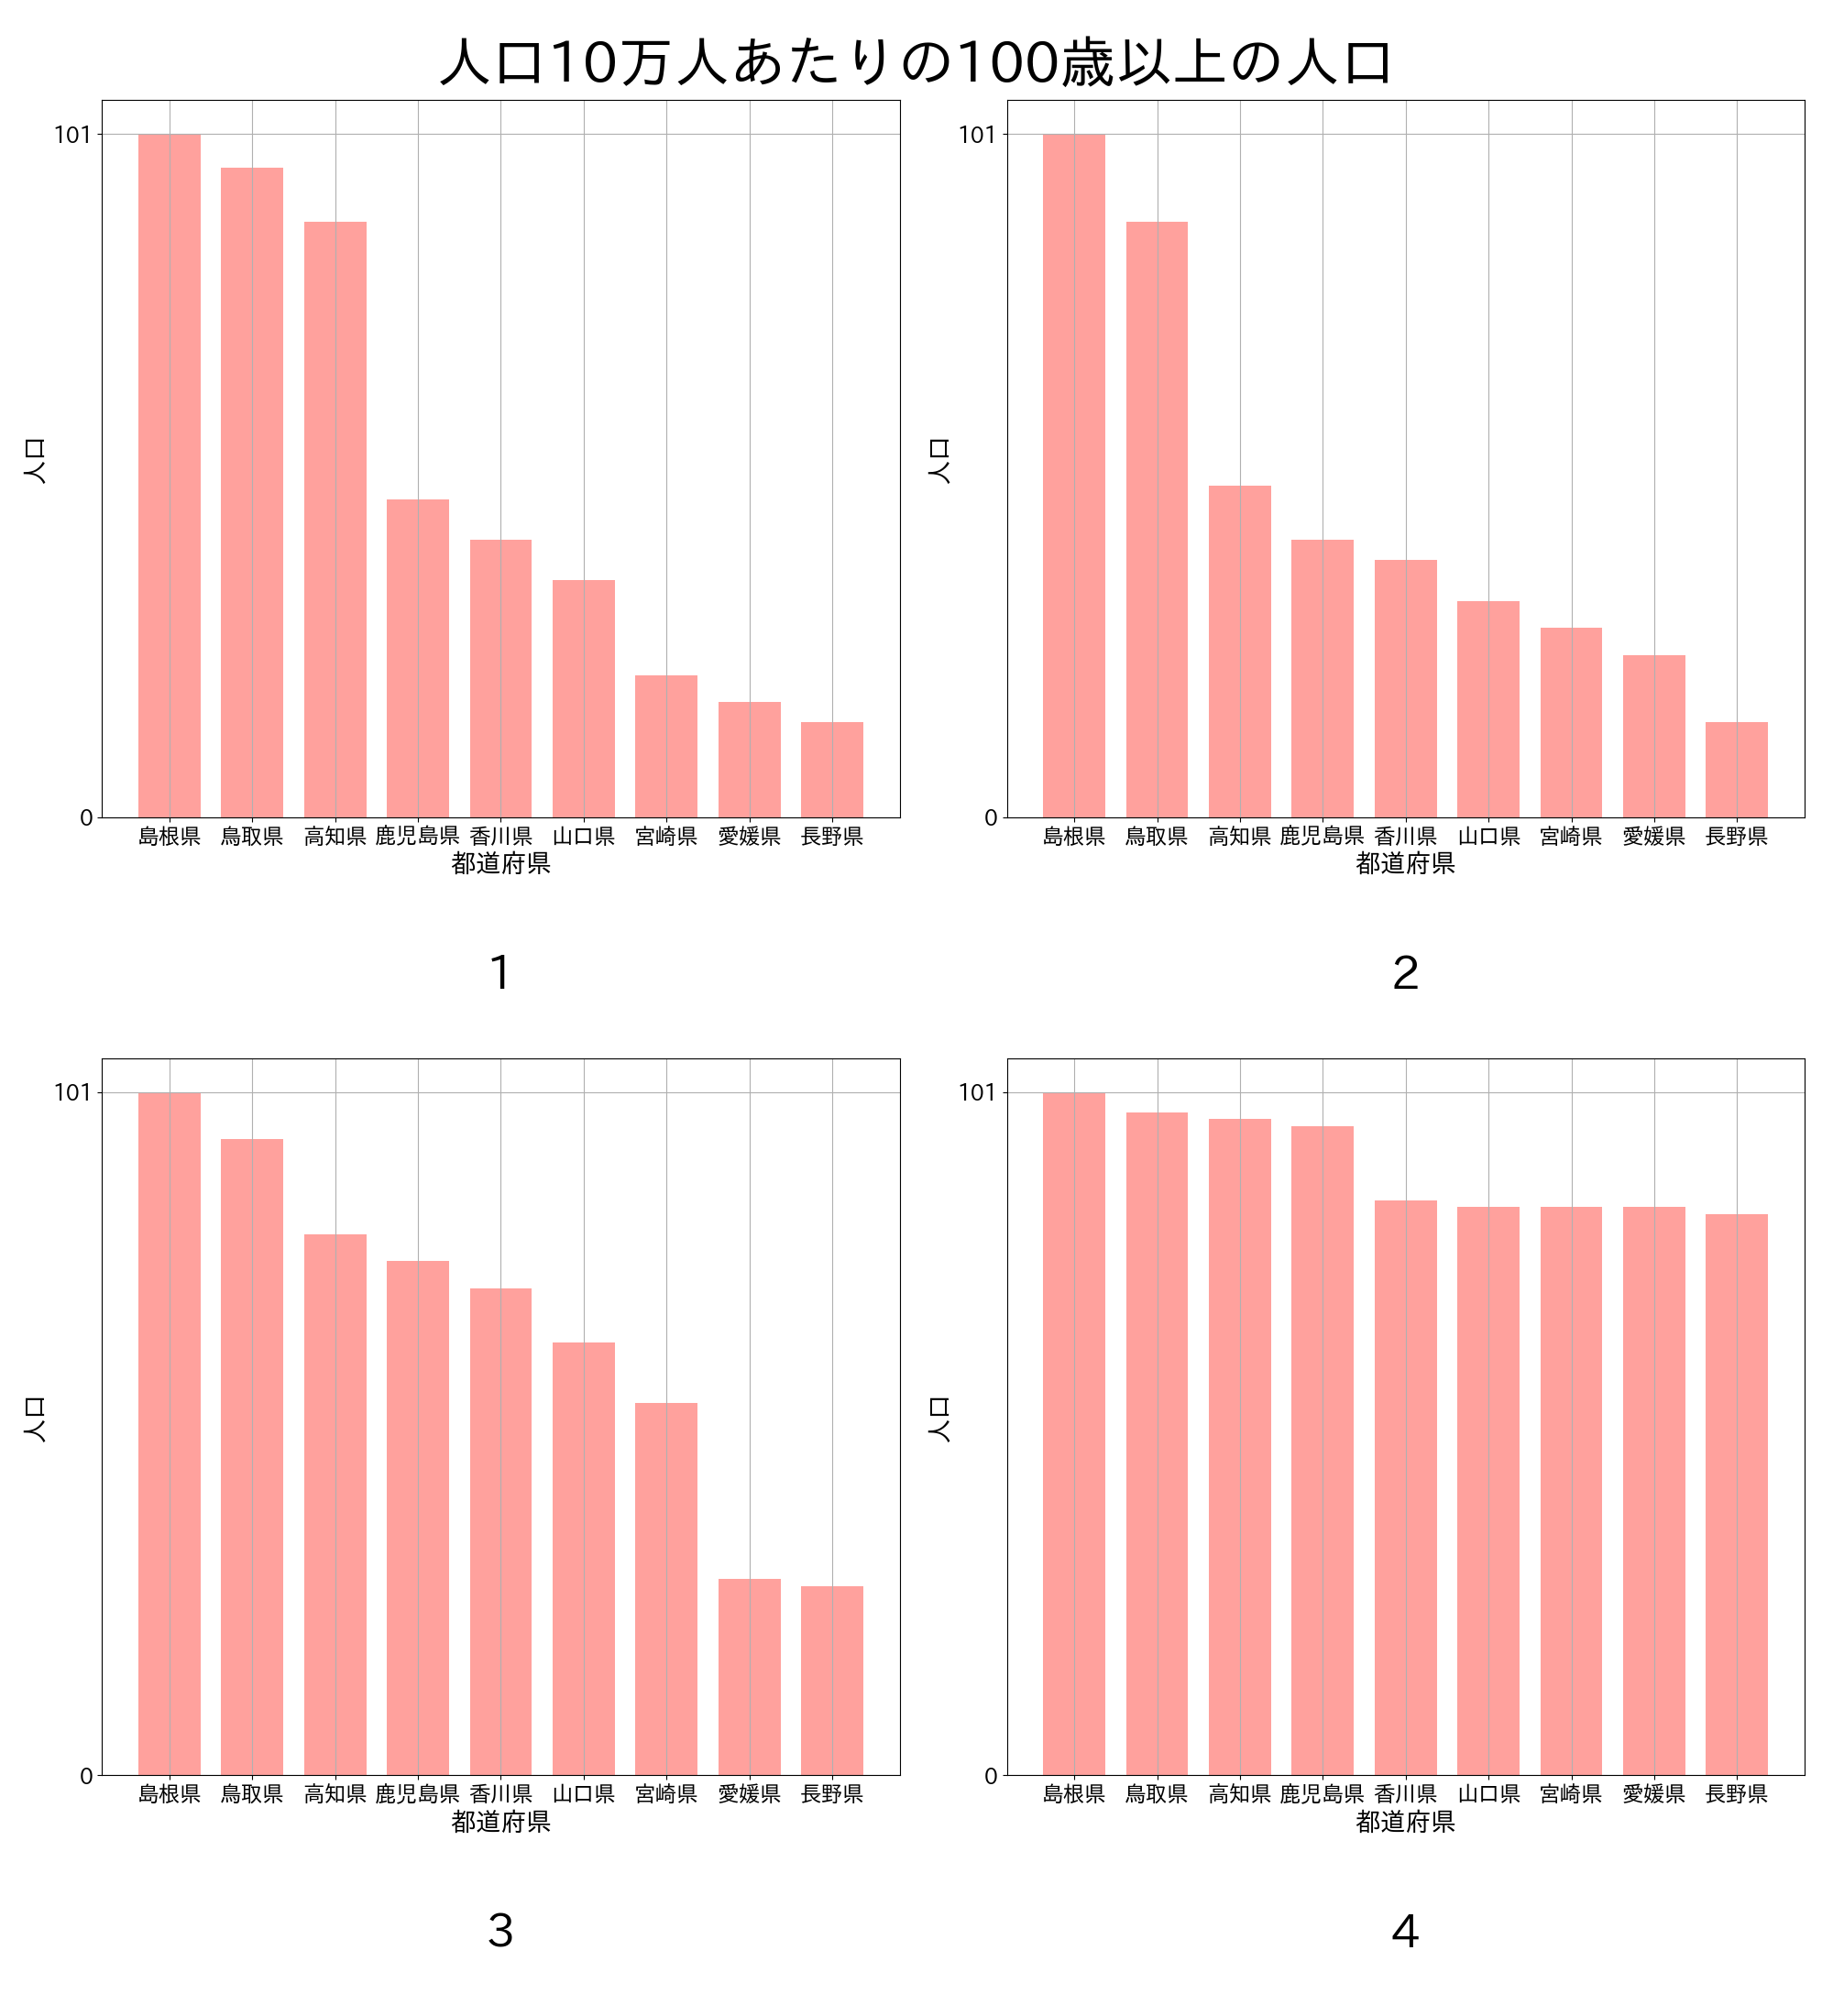 人口10万人あたりの100歳以上の人口
101
人口
0
島根県 鳥取県 高知県 鹿児島県 香川県 山口県 宮崎県 愛媛県 長野県
都道府県
1
101
人口
0
島根県 鳥取県 高知県 鹿児島県 香川県 山口県 宮崎県 愛媛県 長野県
都道府県
2
101
人口
0
島根県 鳥取県 高知県 鹿児島県 香川県 山口県 宮崎県 愛媛県 長野県
都道府県
3
101
人口
0
島根県 鳥取県 高知県 鹿児島県 香川県 山口県 宮崎県 愛媛県 長野県
都道府県
4